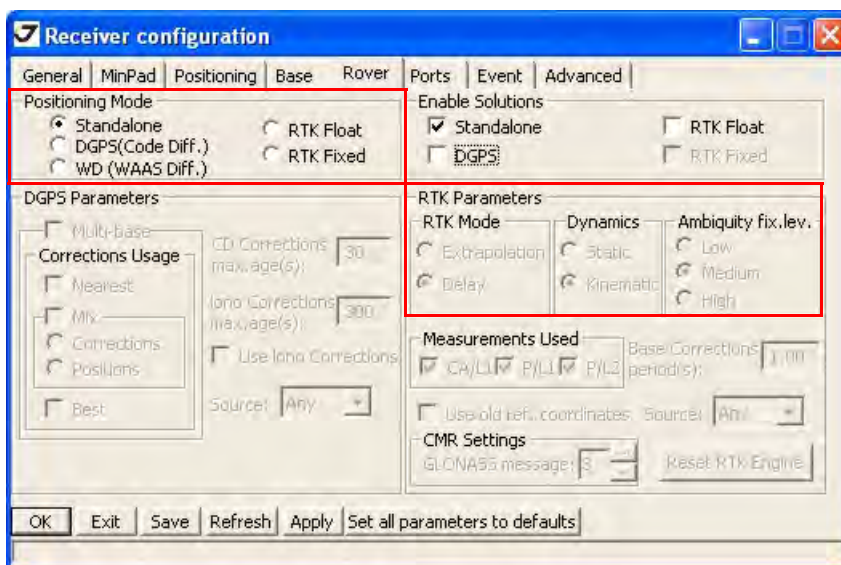 Receiver configuration
General MinPad Positioning Base Rover Ports Event Advanced
Positioning Mode
Standalone
DGPS(Code Diff.)
WD (WAAS Diff.)
RTK Float
RTK Fixed
Enable Solutions
Standalone
DGPS
RTK Float
RTK Fixed
DGPS Parameters
Multi-base
Corrections Usage
Nearest
Mix
Corrections
Positions
Best
CD Corrections
max.age(s):
30
Iono Corrections
max.age(s):
300
Use Iono Corrections
Source: Any
RTK Parameters
RTK Mode
Extrapolation
Delay
Dynamics
Static
Kinematic
Ambiguity fix.lev.
Low
Medium
High
Measurements Used
CA/L1 P/L1 P/L2
Base Corrections
period(s):
1.00
Use old ref. coordinates
Source: Any
CMR Settings
GLONASS message: 3
Reset RTK Engine
OK Exit Save Refresh Apply Set all parameters to defaults